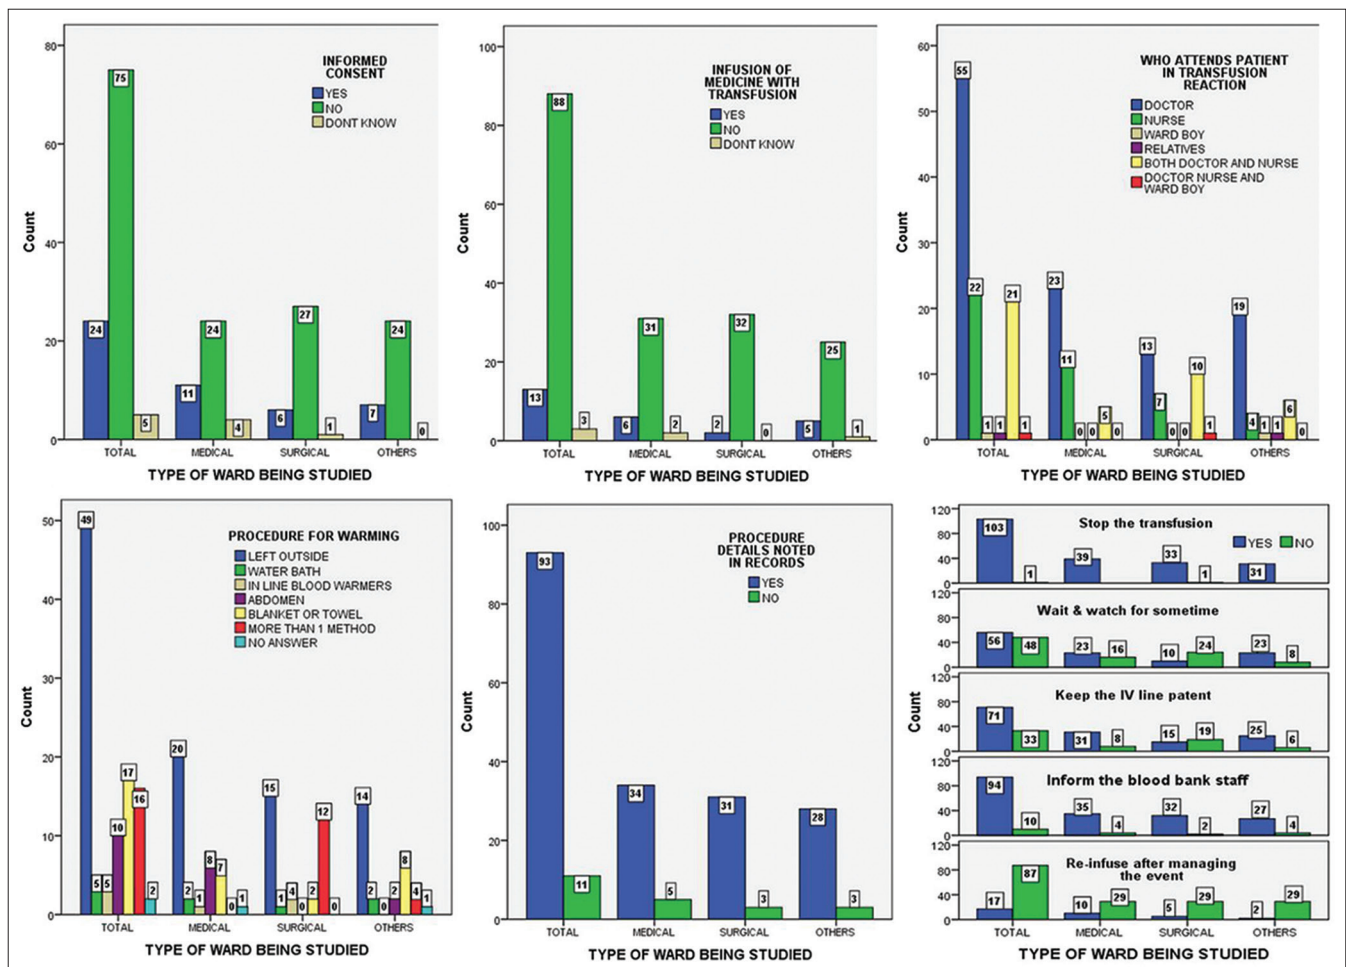 INFORMED
CONSENT
YES
NO
DONT KNOW
80
60
40
20
0
Count
75
24
5
11
24
4
6
27
1
7
24
0
TOTAL MEDICAL SURGICAL OTHERS
TYPE OF WARD BEING STUDIED
INFUSION OF
MEDICINE WITH
TRANSFUSION
YES
NO
DONT KNOW
100
80
60
40
20
0
Count
13
88
3
6
31
2
2
32
0
5
25
1
TOTAL MEDICAL SURGICAL OTHERS
TYPE OF WARD BEING STUDIED
WHO ATTENDS PATIENT
IN TRANSFUSION
REACTION
DOCTOR
NURSE
WARD BOY
RELATIVES
BOTH DOCTOR AND NURSE
DOCTOR NURSE AND
WARD BOY
60
50
40
30
20
10
0
Count
55
22
1
1
21
1
23
11
0
0
5
0
13
7
0
0
10
1
19
4
1
1
6
0
TOTAL MEDICAL SURGICAL OTHERS
TYPE OF WARD BEING STUDIED
PROCEDURE FOR WARMING
LEFT OUTSIDE
WATER BATH
IN LINE BLOOD WARMERS
ABDOMEN
BLANKET OR TOWEL
MORE THAN 1 METHOD
NO ANSWER
50
40
30
20
10
0
Count
49
5
5
10
17
16
2
20
2
1
8
7
0
1
15
1
4
0
2
12
0
14
2
0
2
8
4
1
TOTAL MEDICAL SURGICAL OTHERS
TYPE OF WARD BEING STUDIED
PROCEDURE
DETAILS NOTED
IN RECORDS
YES
NO
100
80
60
40
20
0
Count
93
11
34
5
31
3
28
3
TOTAL MEDICAL SURGICAL OTHERS
TYPE OF WARD BEING STUDIED
Stop the transfusion
YES NO
120
80
40
0
103 1 39 33 1 31
Wait & watch for sometime
120
80
40
0
56 48 23 16 10 24 23 8
Keep the IV line patent
120
80
40
0
Count
71 33 31 8 15 19 25 6
Inform the blood bank staff
120
80
40
0
94 10 35 4 32 2 27 4
Re-infuse after managing
the event
120
80
40
0
17 87 10 29 5 29 2 29
TOTAL MEDICAL SURGICAL OTHERS
TYPE OF WARD BEING STUDIED